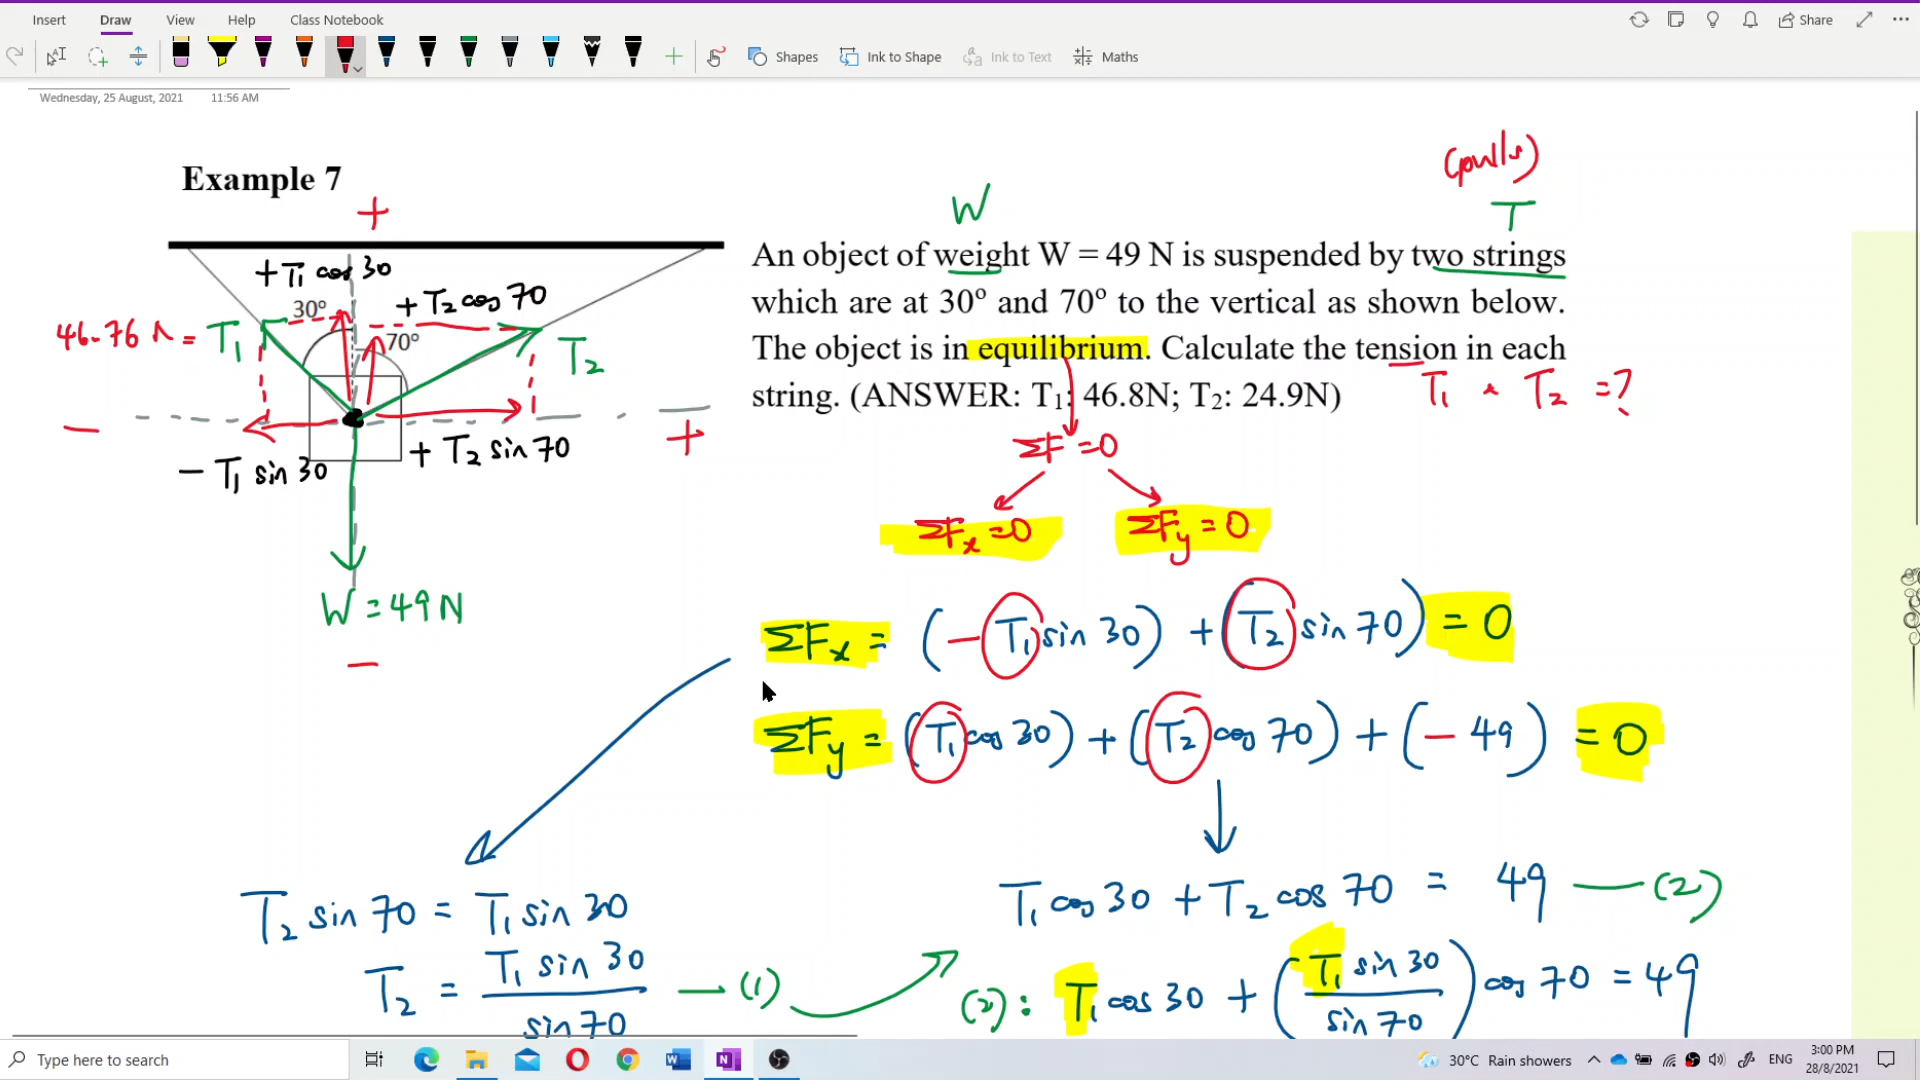 Insert Draw View Help Class Notebook Share
Shapes Ink to Shape Ink to Text Maths
Wednesday, 25 August, 2021 11:56 AM
Example 7
+
+T₁ cos 30
+ T₂ cos 70
30º
70º
46.76 N = T₁
T₂
−
+
− T₁ sin 30
+ T₂ sin 70
W = 49 N
−
W
(pulls)
T
An object of weight W = 49 N is suspended by two strings
which are at 30º and 70º to the vertical as shown below.
The object is in equilibrium. Calculate the tension in each
string. (ANSWER: T₁: 46.8N; T₂: 24.9N)
T₁ & T₂ = ?
ΣF = 0
ΣFx = 0 ΣFy = 0
ΣFx = (− T₁ sin 30) + (T₂ sin 70) = 0
ΣFy = (T₁ cos 30) + (T₂ cos 70) + (− 49) = 0
T₂ sin 70 = T₁ sin 30
T₂ = T₁ sin 30 / sin 70 — (1)
T₁ cos 30 + T₂ cos 70 = 49 — (2)
(2): T₁ cos 30 + (T₁ sin 30 / sin 70) cos 70 = 49
Type here to search
30°C Rain showers ENG 3:00 PM
28/8/2021